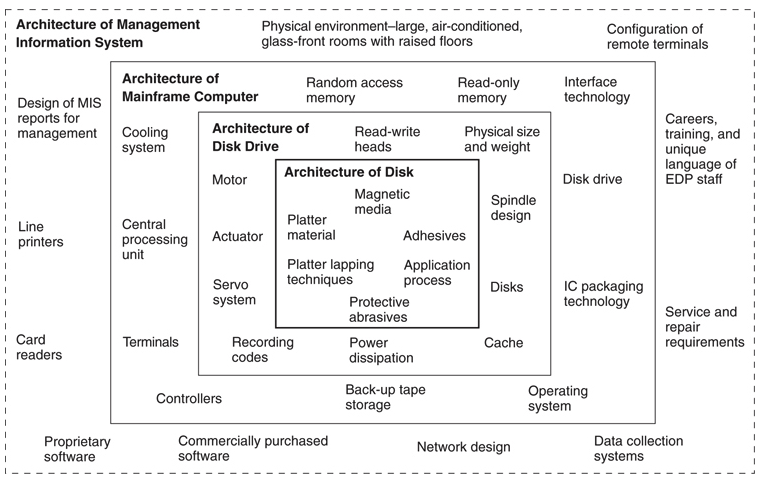 Architecture of Management
Information System
Physical environment–large, air-conditioned,
glass-front rooms with raised floors
Configuration of
remote terminals
Design of MIS
reports for
management
Line
printers
Card
readers
Careers,
training, and
unique
language of
EDP staff
Service and
repair
requirements
Proprietary
software
Commercially purchased
software
Network design
Data collection
systems
Architecture of
Mainframe Computer
Random access
memory
Read-only
memory
Interface
technology
Cooling
system
Central
processing
unit
Terminals
Disk drive
IC packaging
technology
Controllers
Back-up tape
storage
Operating
system
Architecture of
Disk Drive
Read-write
heads
Physical size
and weight
Motor
Actuator
Servo
system
Spindle
design
Disks
Recording
codes
Power
dissipation
Cache
Architecture of Disk
Magnetic
media
Platter
material
Adhesives
Platter lapping
techniques
Application
process
Protective
abrasives